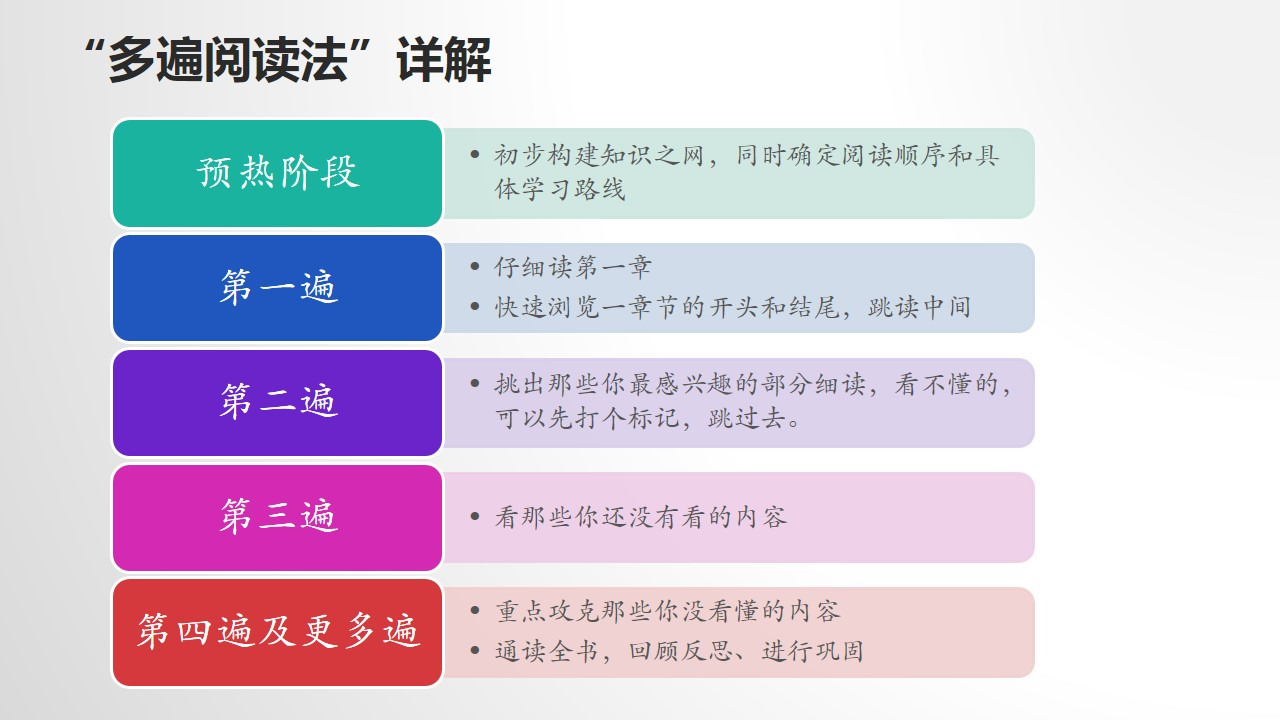 “多遍阅读法”详解
预热阶段
• 初步构建知识之网，同时确定阅读顺序和具
体学习路线
第一遍
• 仔细读第一章
• 快速浏览一章节的开头和结尾，跳读中间
第二遍
• 挑出那些你最感兴趣的部分细读，看不懂的，
可以先打个标记，跳过去。
第三遍
• 看那些你还没有看的内容
第四遍及更多遍
• 重点攻克那些你没看懂的内容
• 通读全书，回顾反思、进行巩固